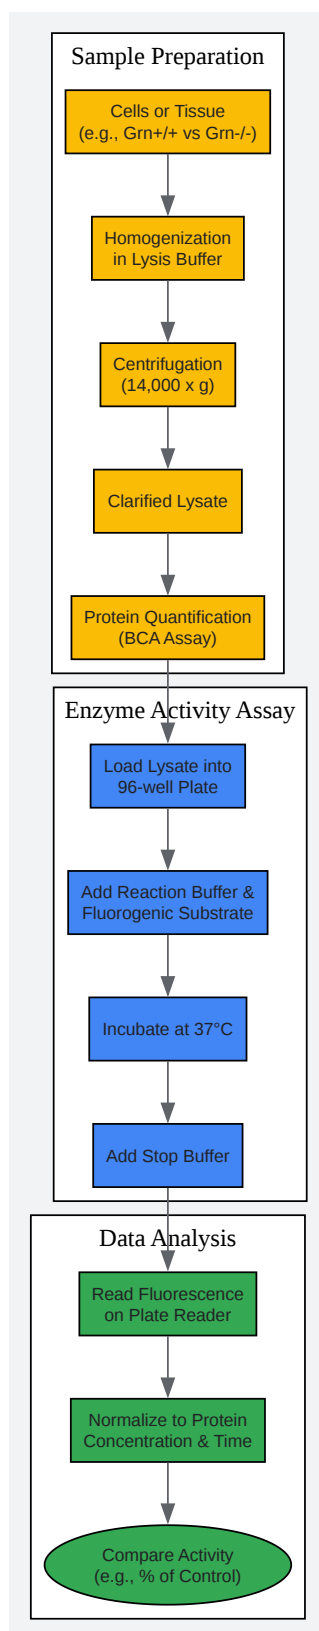 Sample Preparation
Cells or Tissue
(e.g., Grn+/+ vs Grn-/-)
Homogenization
in Lysis Buffer
Centrifugation
(14,000 x g)
Clarified Lysate
Protein Quantification
(BCA Assay)
Enzyme Activity Assay
Load Lysate into
96-well Plate
Add Reaction Buffer &
Fluorogenic Substrate
Incubate at 37°C
Add Stop Buffer
Data Analysis
Read Fluorescence
on Plate Reader
Normalize to Protein
Concentration & Time
Compare Activity
(e.g., % of Control)